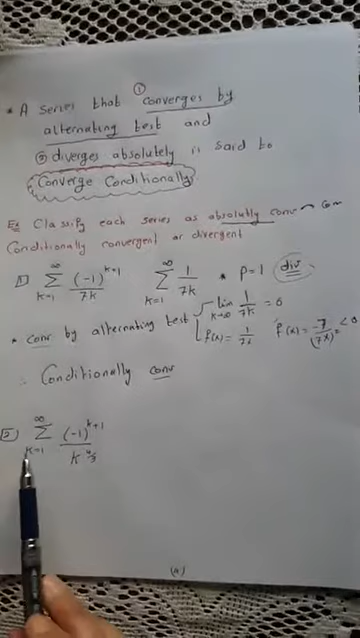 ①
* A series that converges by
alternating test and
② diverges absolutely is said to
Converge Conditionally
Ex Classify each series as absolutly conv
Conditionally convergent or divergent
1 ∞ Σ k=1 (-1)^{k+1} / 7k ∞ Σ k=1 1/7k * P=1 div
* conv by alternating test lim k→∞ 1/7k = 0
f(x) = 1/7x f'(x) = -7/(7x)² < 0
∴ Conditionally conv
2 ∞ Σ k=1 (-1)^{k+1} / k^{4/3}